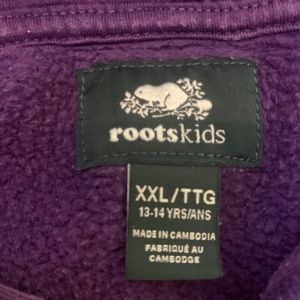 rootskids
XXL/TTG
13-14 YRS/ANS
MADE IN CAMBODIA
FABRIQUÉ AU
CAMBODGE